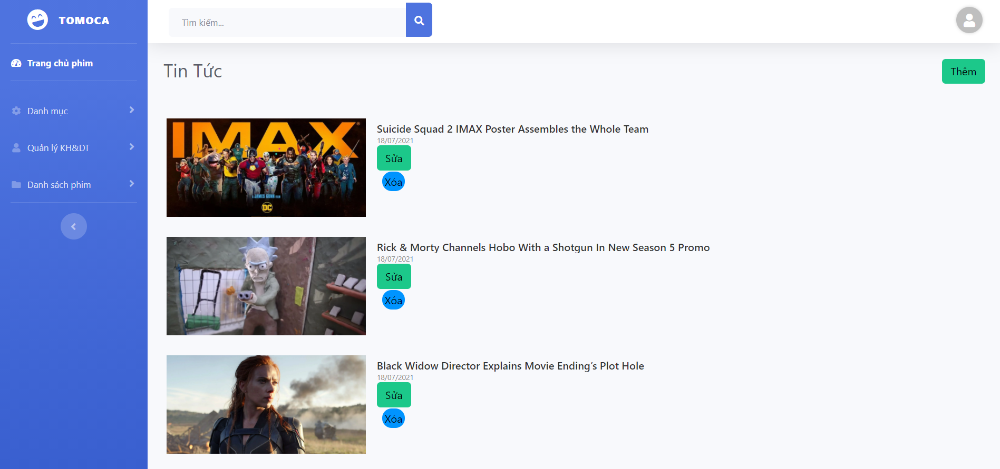 TOMOCA
Tìm kiếm...
Trang chủ phim
Danh mục
Quản lý KH&DT
Danh sách phim
Tin Tức
Thêm
IMAX
A JAMES GUNN FILM
DC
Suicide Squad 2 IMAX Poster Assembles the Whole Team
18/07/2021
Sửa
Xóa
Rick & Morty Channels Hobo With a Shotgun In New Season 5 Promo
18/07/2021
Sửa
Xóa
Black Widow Director Explains Movie Ending’s Plot Hole
18/07/2021
Sửa
Xóa